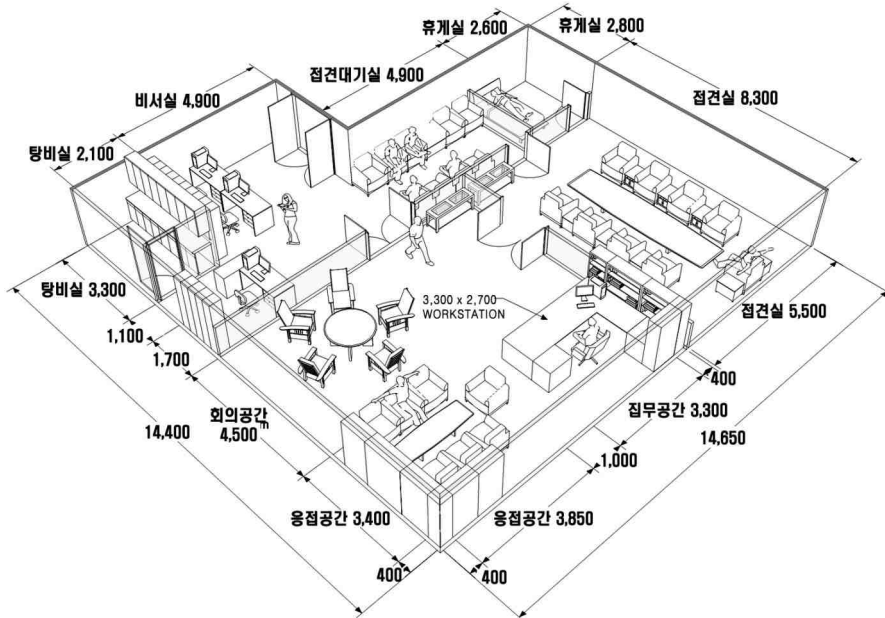 휴게실 2,600
휴게실 2,800
접견대기실 4,900
비서실 4,900
접견실 8,300
탕비실 2,100
탕비실 3,300
3,300 x 2,700
WORKSTATION
접견실 5,500
1,100
1,700
400
회의공간
4,500
집무공간 3,300
14,400
14,650
1,000
응접공간 3,400
응접공간 3,850
400
400